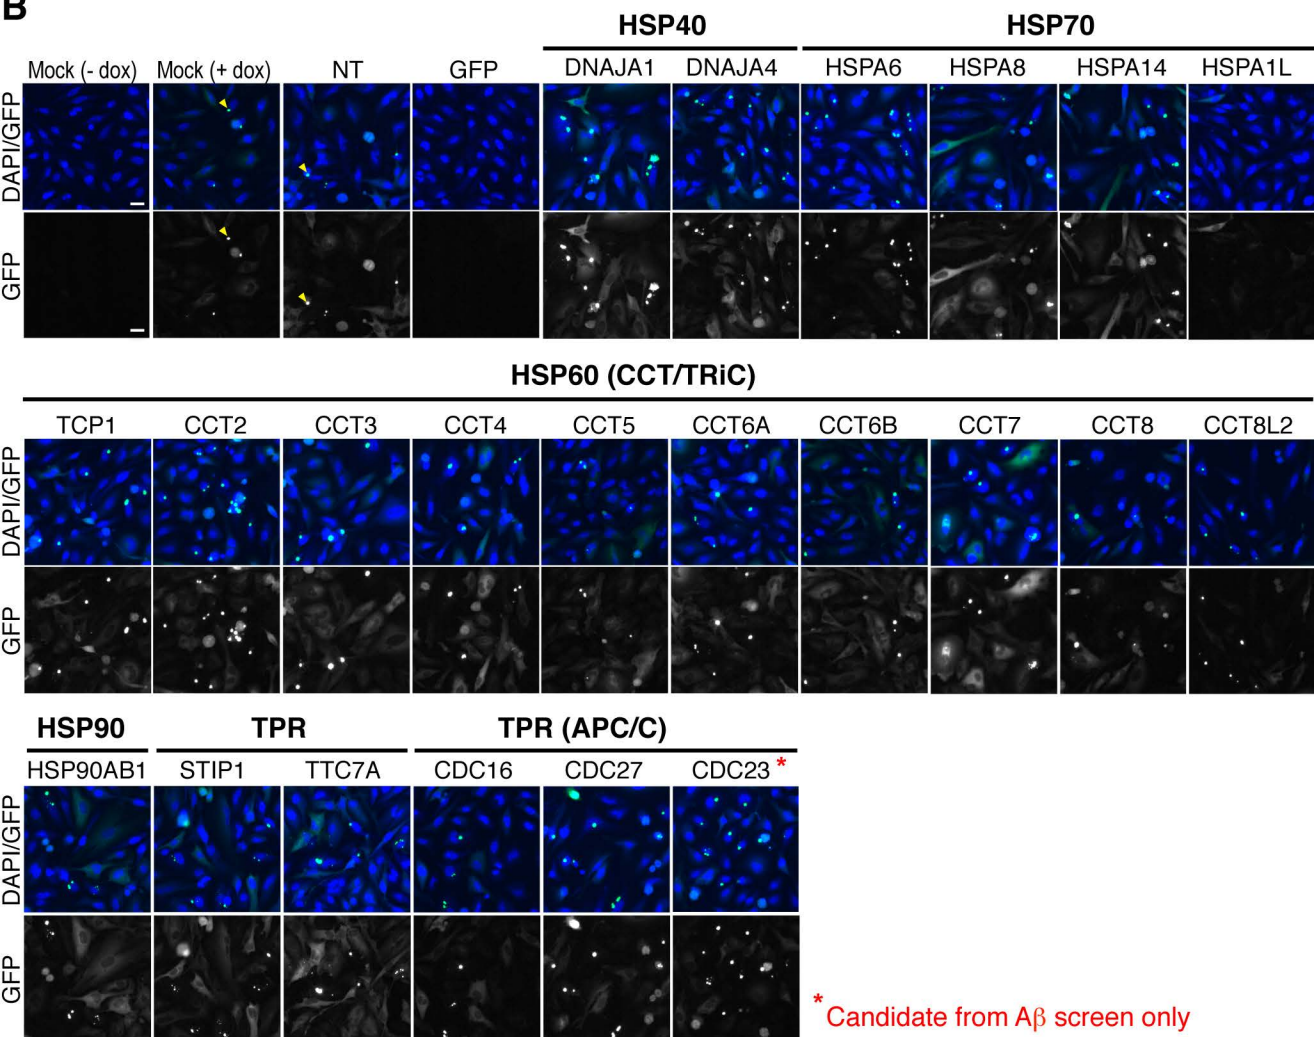 B
HSP40 HSP70
Mock (- dox) Mock (+ dox) NT GFP DNAJA1 DNAJA4 HSPA6 HSPA8 HSPA14 HSPA1L
DAPI/GFP
GFP
HSP60 (CCT/TRiC)
TCP1 CCT2 CCT3 CCT4 CCT5 CCT6A CCT6B CCT7 CCT8 CCT8L2
DAPI/GFP
GFP
HSP90 TPR TPR (APC/C)
HSP90AB1 STIP1 TTC7A CDC16 CDC27 CDC23 *
DAPI/GFP
GFP
* Candidate from Aβ screen only